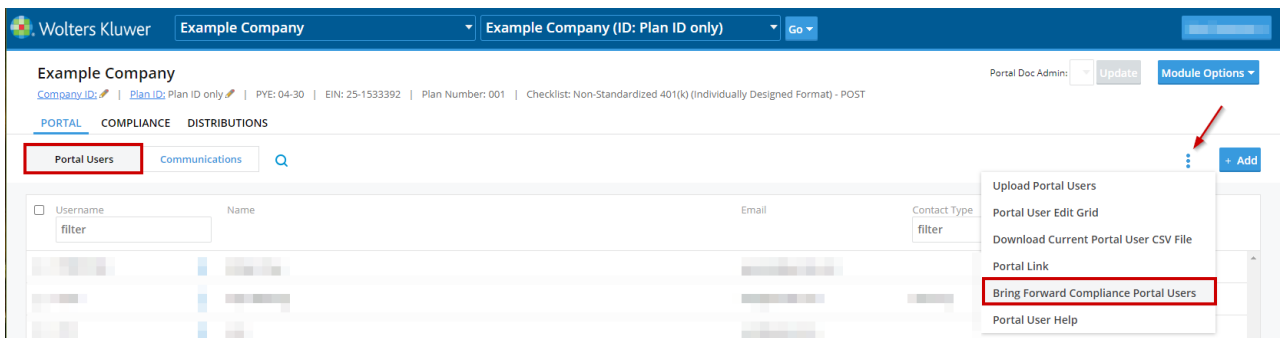 Wolters Kluwer Example Company Example Company (ID: Plan ID only) Go
Example Company
Portal Doc Admin: Update Module Options
Company ID: | Plan ID: Plan ID only | PYE: 04-30 | EIN: 25-1533392 | Plan Number: 001 | Checklist: Non-Standardized 401(k) (Individually Designed Format) - POST
PORTAL COMPLIANCE DISTRIBUTIONS
Portal Users Communications + Add
Upload Portal Users
Username Name Email Contact Type
Portal User Edit Grid
filter filter
Download Current Portal User CSV File
Portal Link
Bring Forward Compliance Portal Users
Portal User Help